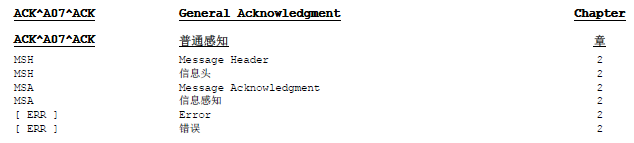 ACK^A07^ACK General Acknowledgment Chapter
ACK^A07^ACK 普通感知 章
MSH Message Header 2
MSH 信息头 2
MSA Message Acknowledgment 2
MSA 信息感知 2
[ ERR ] Error 2
[ ERR ] 错误 2